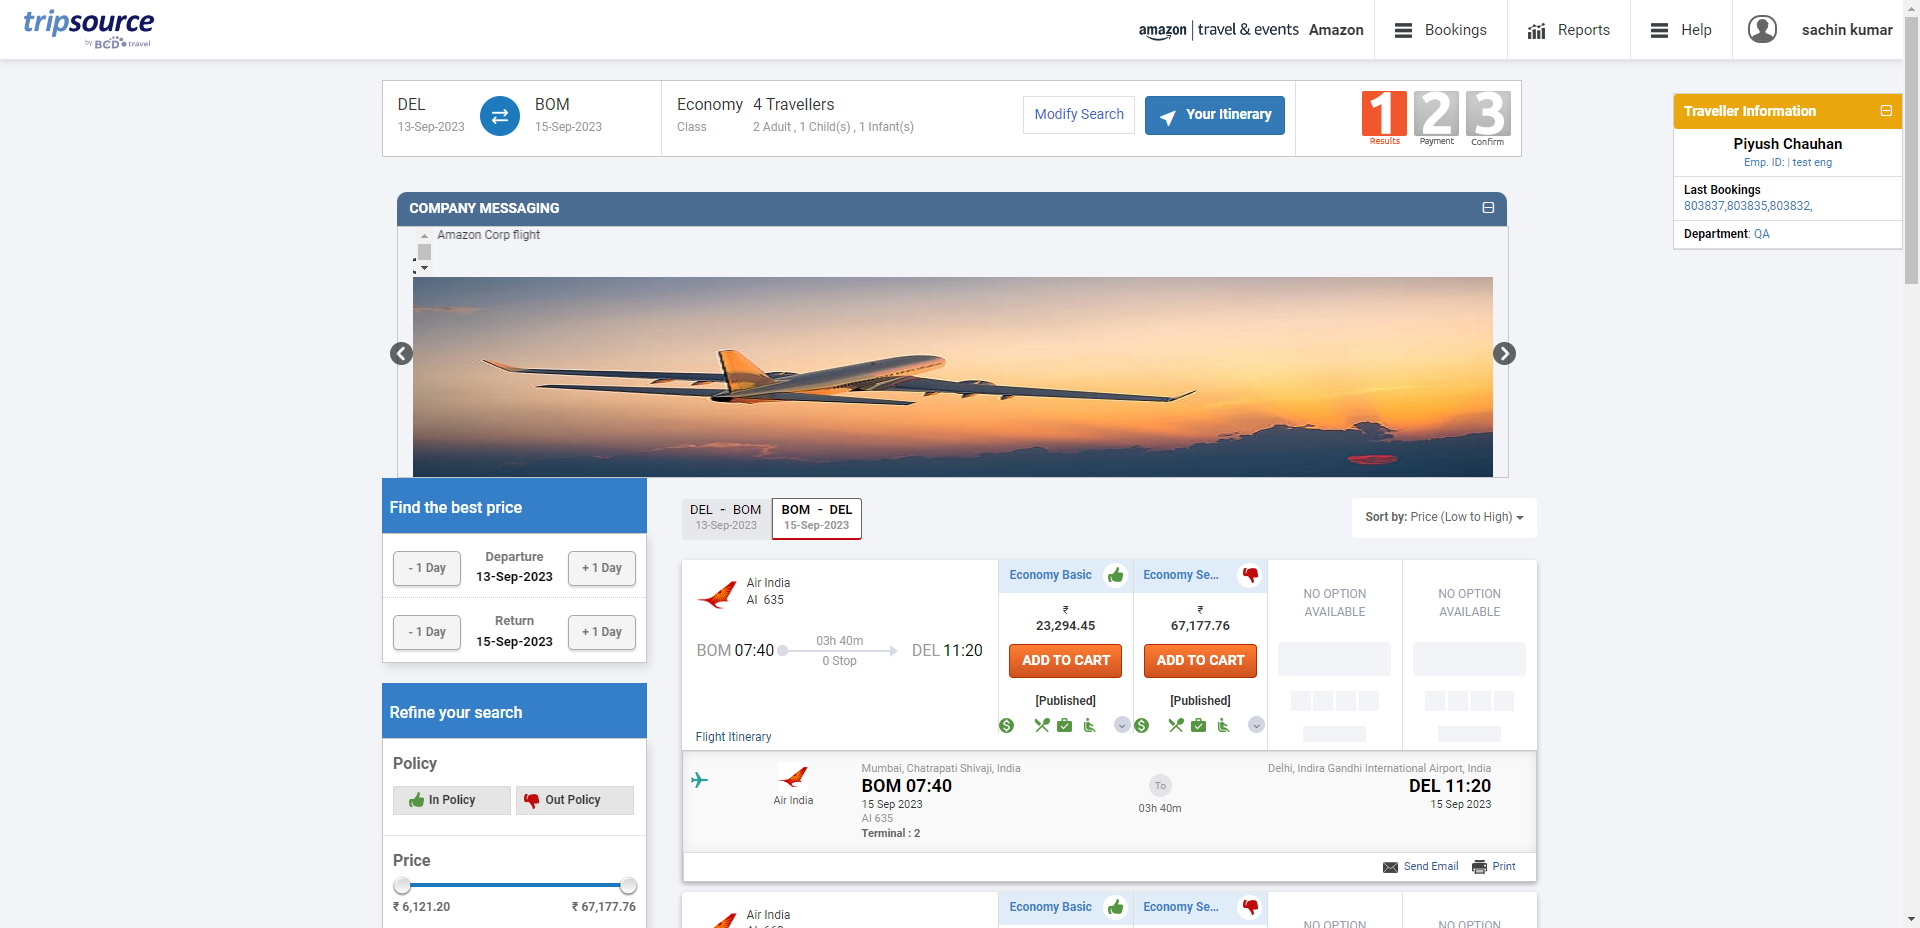 tripsource
by BCD travel
amazon | travel & events Amazon
Bookings
Reports
Help
sachin kumar
DEL
13-Sep-2023
BOM
15-Sep-2023
Economy
Class
4 Travellers
2 Adult , 1 Child(s) , 1 Infant(s)
Modify Search
Your Itinerary
1 2 3
Results Payment Confirm
Traveller Information
Piyush Chauhan
Emp. ID: | test eng
Last Bookings
803837,803835,803832,
Department: QA
COMPANY MESSAGING
Amazon Corp flight
Find the best price
- 1 Day
Departure
13-Sep-2023
+ 1 Day
- 1 Day
Return
15-Sep-2023
+ 1 Day
Refine your search
Policy
In Policy
Out Policy
Price
₹ 6,121.20
₹ 67,177.76
DEL - BOM
13-Sep-2023
BOM - DEL
15-Sep-2023
Sort by: Price (Low to High)
Air India
AI 635
BOM 07:40
03h 40m
0 Stop
DEL 11:20
Flight Itinerary
Economy Basic
₹
23,294.45
ADD TO CART
[Published]
Economy Se...
₹
67,177.76
ADD TO CART
[Published]
NO OPTION
AVAILABLE
NO OPTION
AVAILABLE
Air India
Mumbai, Chatrapati Shivaji, India
BOM 07:40
15 Sep 2023
AI 635
Terminal : 2
To
03h 40m
Delhi, Indira Gandhi International Airport, India
DEL 11:20
15 Sep 2023
Send Email
Print
Air India
Economy Basic
Economy Se...
NO OPTION
NO OPTION